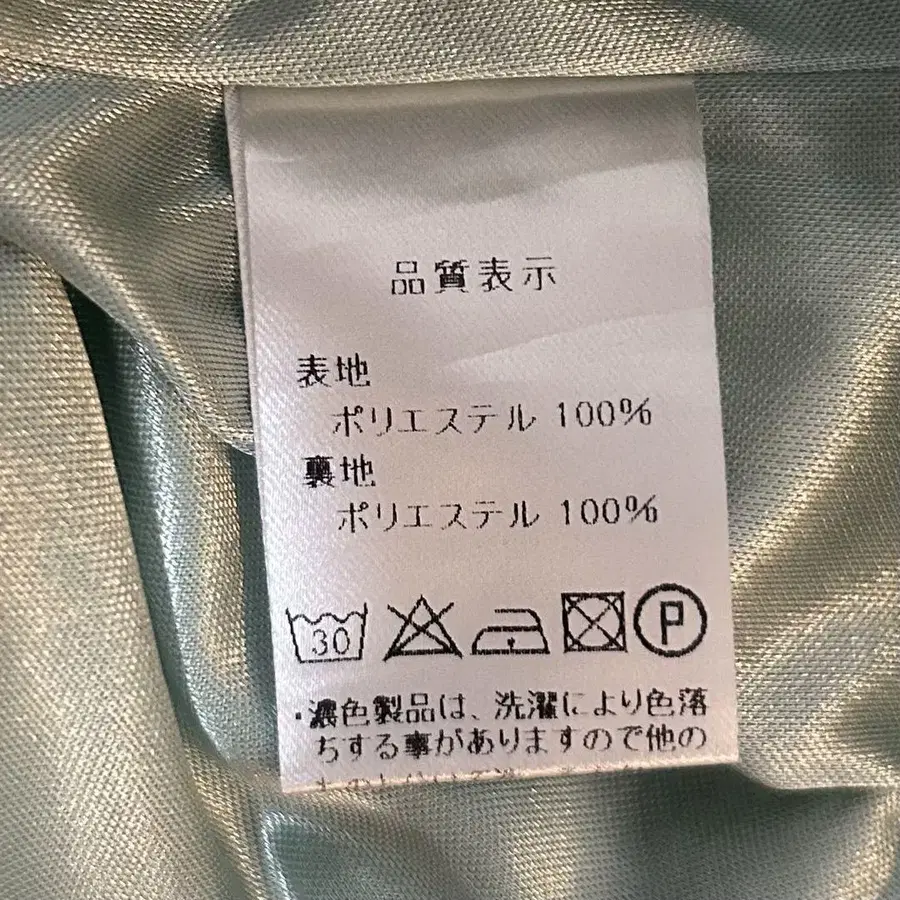 品質表示
表地
ポリエステル 100%
裏地
ポリエステル 100%
30 P
・濃色製品は、洗濯により色落
ちする事がありますので他の